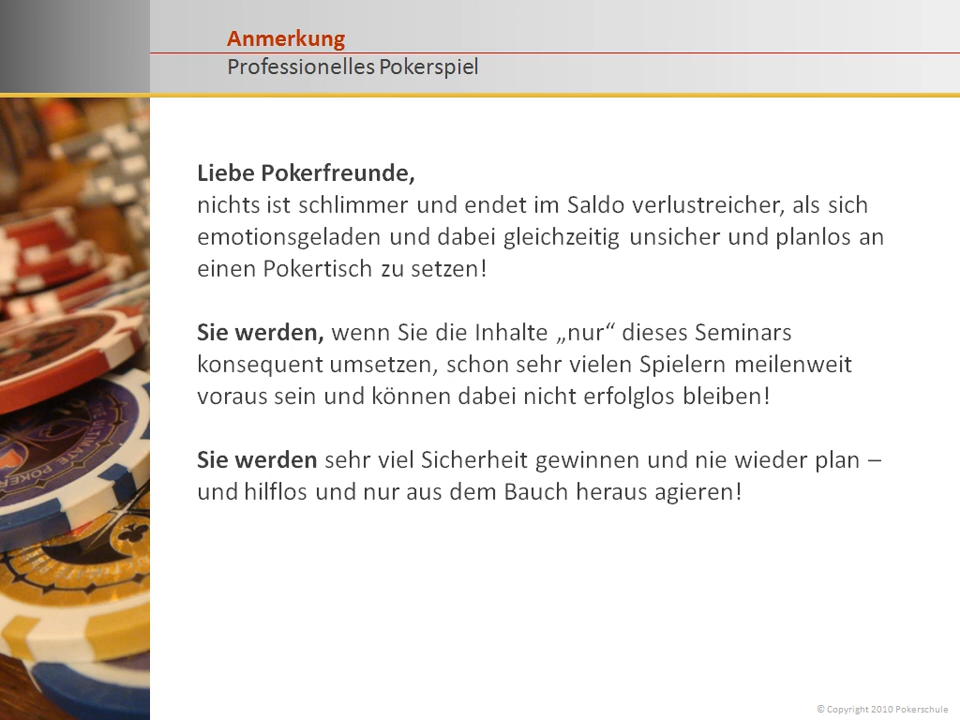 Anmerkung
Professionelles Pokerspiel
Liebe Pokerfreunde,
nichts ist schlimmer und endet im Saldo verlustreicher, als sich
emotionsgeladen und dabei gleichzeitig unsicher und planlos an
einen Pokertisch zu setzen!
Sie werden, wenn Sie die Inhalte „nur“ dieses Seminars
konsequent umsetzen, schon sehr vielen Spielern meilenweit
voraus sein und können dabei nicht erfolglos bleiben!
Sie werden sehr viel Sicherheit gewinnen und nie wieder plan –
und hilflos und nur aus dem Bauch heraus agieren!
ULTIMATE POKER
© Copyright 2010 Pokerschule